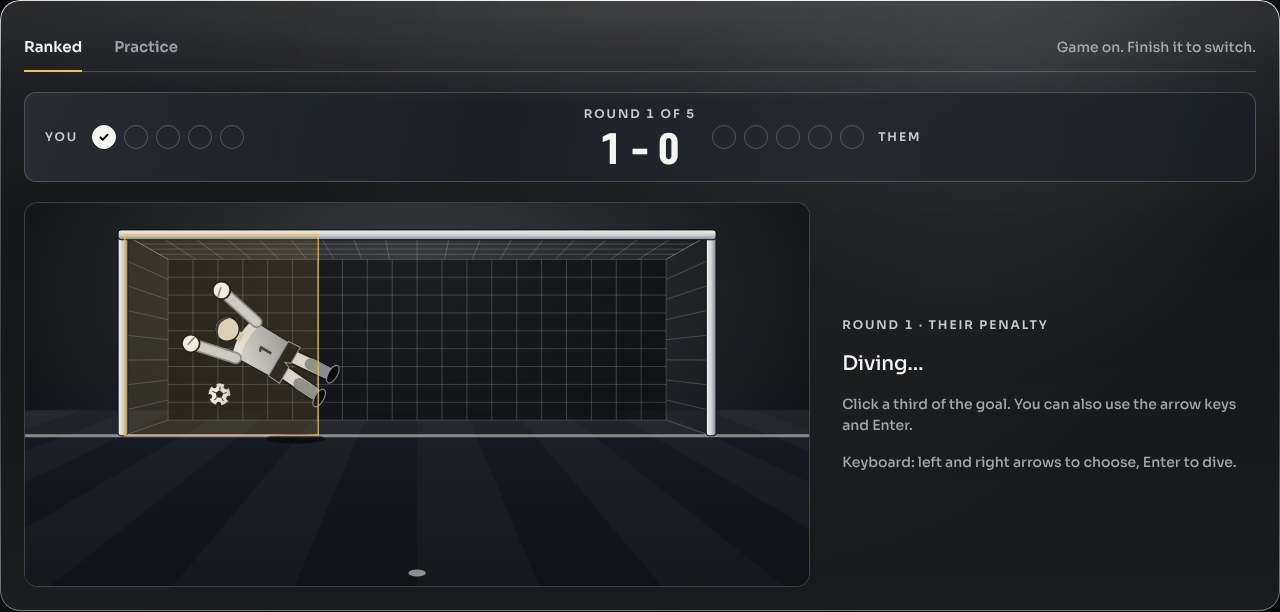 Ranked Practice Game on. Finish it to switch.
ROUND 1 OF 5
YOU 1 - 0 THEM
1
ROUND 1 · THEIR PENALTY
Diving...
Click a third of the goal. You can also use the arrow keys
and Enter.
Keyboard: left and right arrows to choose, Enter to dive.